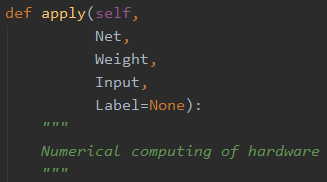 def apply(self,
Net,
Weight,
Input,
Label=None):
"""
Numerical computing of hardware
"""